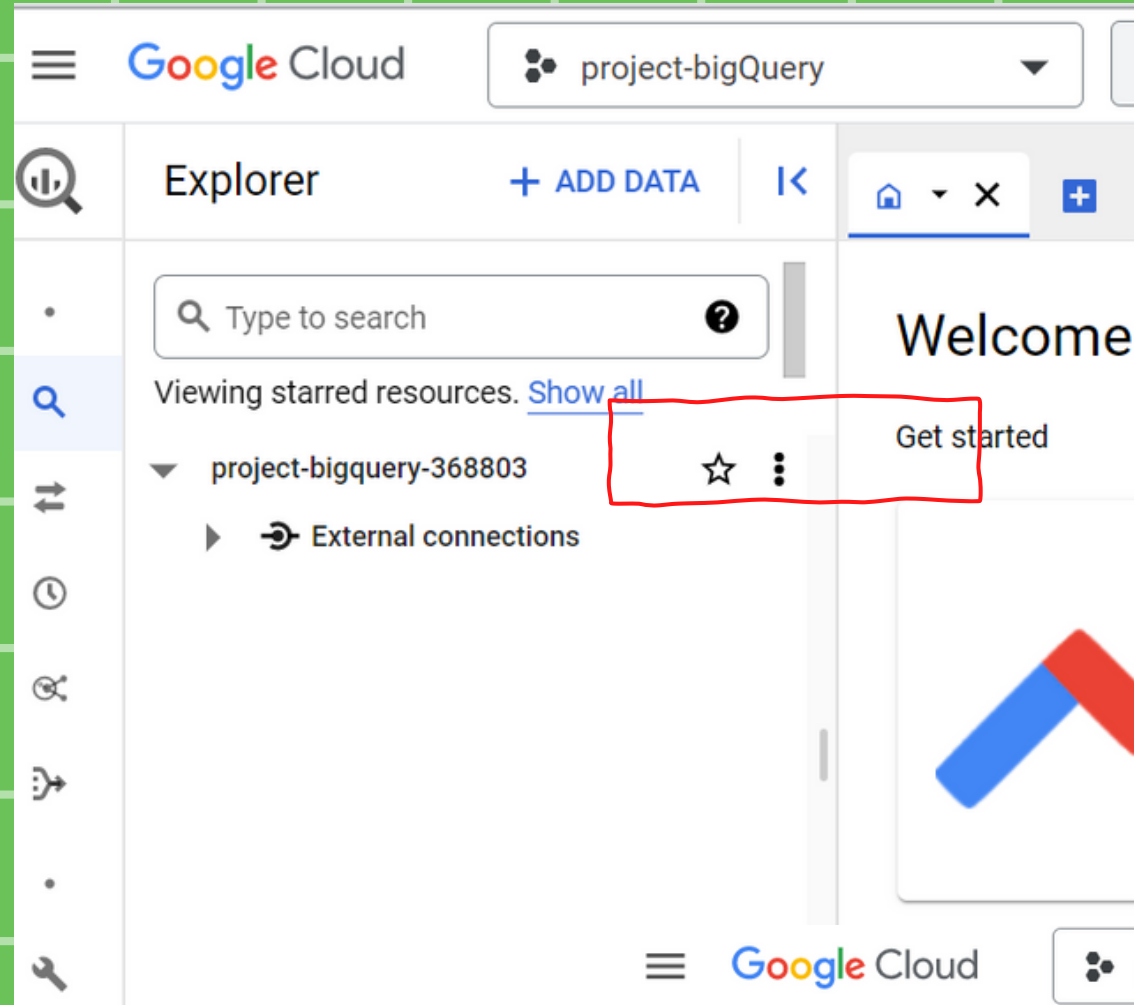 Google Cloud
project-bigQuery
Explorer
+ ADD DATA
Type to search
Viewing starred resources. Show all
project-bigquery-368803
External connections
Welcome
Get started
Google Cloud